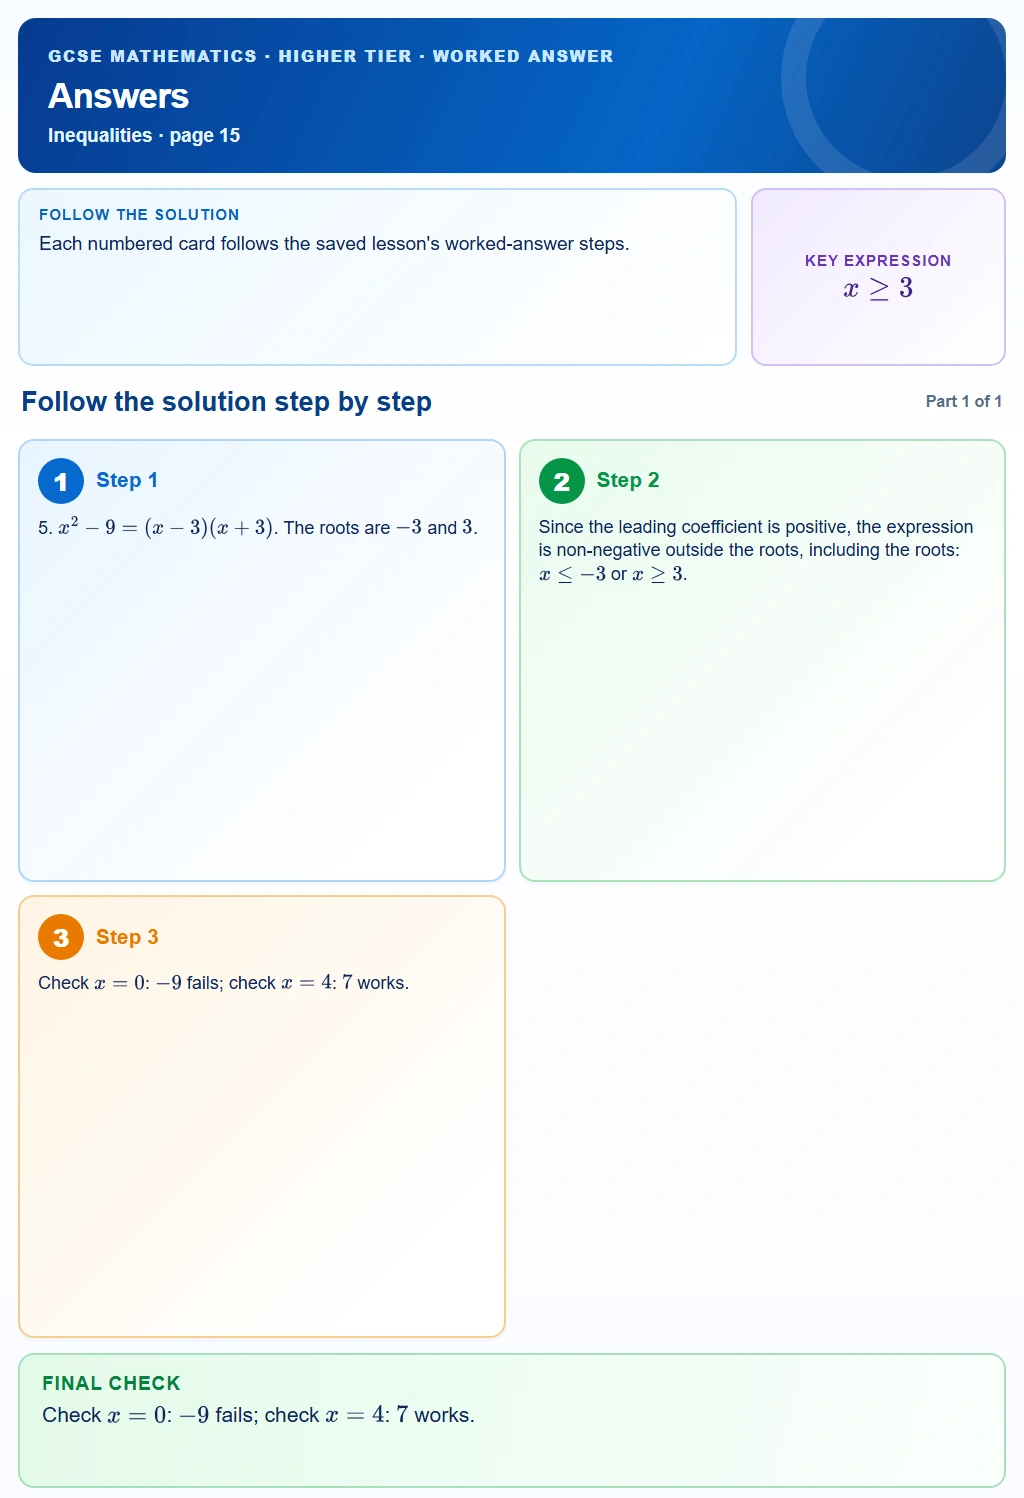 GCSE MATHEMATICS · HIGHER TIER · WORKED ANSWER
Answers
Inequalities · page 15
FOLLOW THE SOLUTION
Each numbered card follows the saved lesson's worked-answer steps.
KEY EXPRESSION
x ≥ 3
Follow the solution step by step
Part 1 of 1
1 Step 1
5. x² − 9 = (x − 3)(x + 3). The roots are −3 and 3.
2 Step 2
Since the leading coefficient is positive, the expression
is non-negative outside the roots, including the roots:
x ≤ −3 or x ≥ 3.
3 Step 3
Check x = 0: −9 fails; check x = 4: 7 works.
FINAL CHECK
Check x = 0: −9 fails; check x = 4: 7 works.